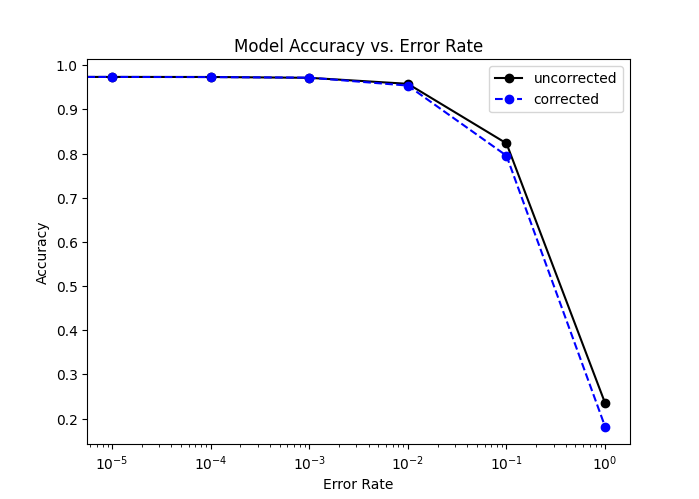 Model Accuracy vs. Error Rate
1.0
0.9
0.8
0.7
0.6
0.5
0.4
0.3
0.2
Accuracy
uncorrected
corrected
10⁻⁵ 10⁻⁴ 10⁻³ 10⁻² 10⁻¹ 10⁰
Error Rate